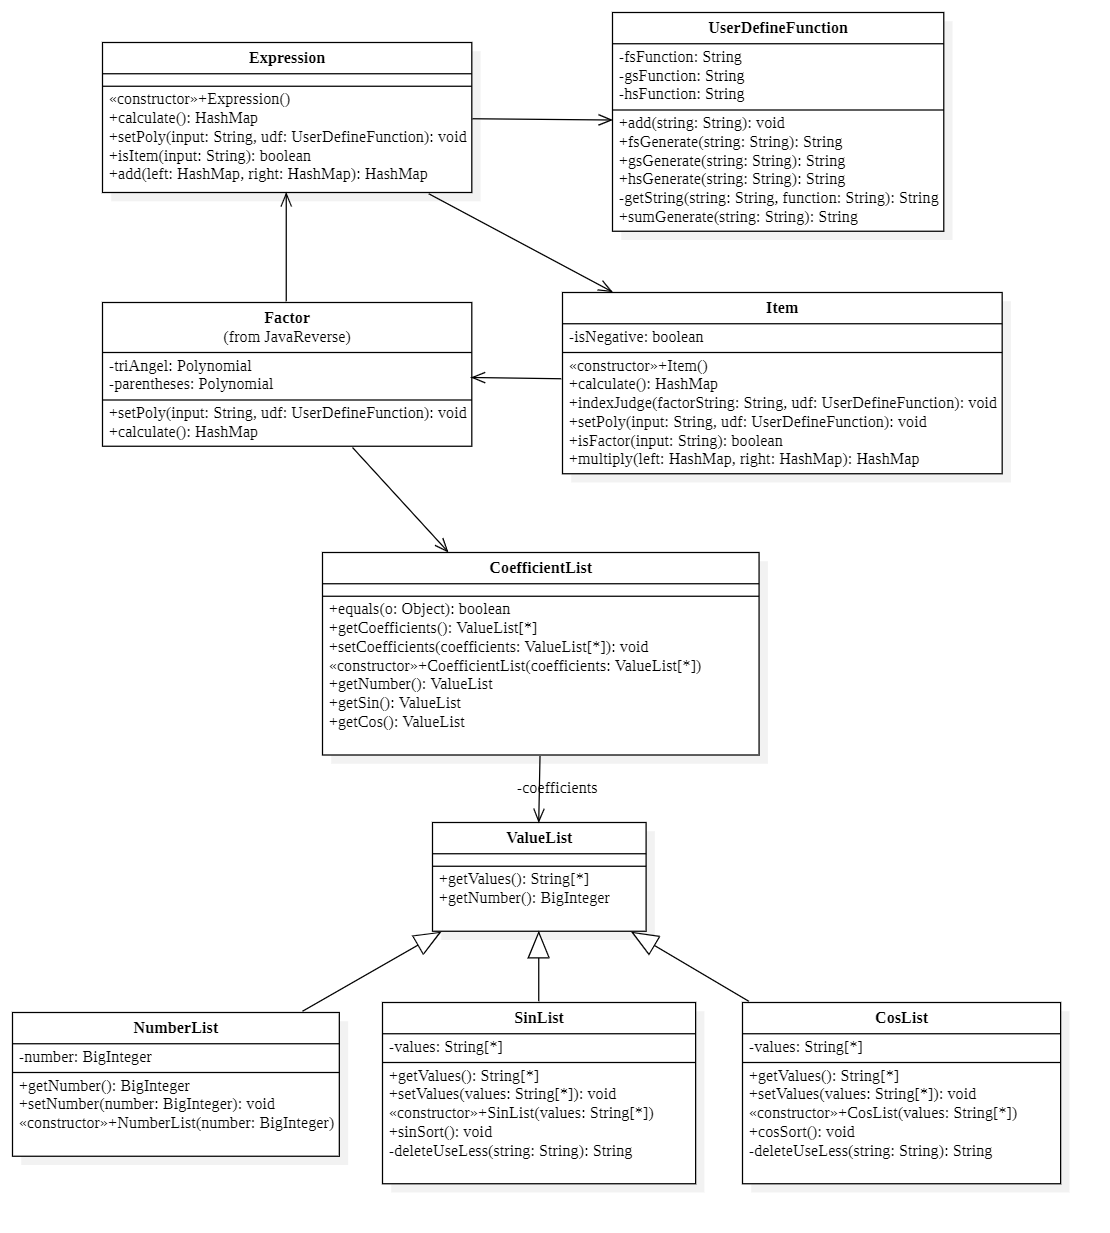 UserDefineFunction
-fsFunction: String
-gsFunction: String
-hsFunction: String
+add(string: String): void
+fsGenerate(string: String): String
+gsGenerate(string: String): String
+hsGenerate(string: String): String
-getString(string: String, function: String): String
+sumGenerate(string: String): String
Expression
«constructor»+Expression()
+calculate(): HashMap
+setPoly(input: String, udf: UserDefineFunction): void
+isItem(input: String): boolean
+add(left: HashMap, right: HashMap): HashMap
Item
-isNegative: boolean
«constructor»+Item()
+calculate(): HashMap
+indexJudge(factorString: String, udf: UserDefineFunction): void
+setPoly(input: String, udf: UserDefineFunction): void
+isFactor(input: String): boolean
+multiply(left: HashMap, right: HashMap): HashMap
Factor
(from JavaReverse)
-triAngel: Polynomial
-parentheses: Polynomial
+setPoly(input: String, udf: UserDefineFunction): void
+calculate(): HashMap
CoefficientList
+equals(o: Object): boolean
+getCoefficients(): ValueList[*]
+setCoefficients(coefficients: ValueList[*]): void
«constructor»+CoefficientList(coefficients: ValueList[*])
+getNumber(): ValueList
+getSin(): ValueList
+getCos(): ValueList
-coefficients
ValueList
+getValues(): String[*]
+getNumber(): BigInteger
NumberList
-number: BigInteger
+getNumber(): BigInteger
+setNumber(number: BigInteger): void
«constructor»+NumberList(number: BigInteger)
SinList
-values: String[*]
+getValues(): String[*]
+setValues(values: String[*]): void
«constructor»+SinList(values: String[*])
+sinSort(): void
-deleteUseLess(string: String): String
CosList
-values: String[*]
+getValues(): String[*]
+setValues(values: String[*]): void
«constructor»+CosList(values: String[*])
+cosSort(): void
-deleteUseLess(string: String): String